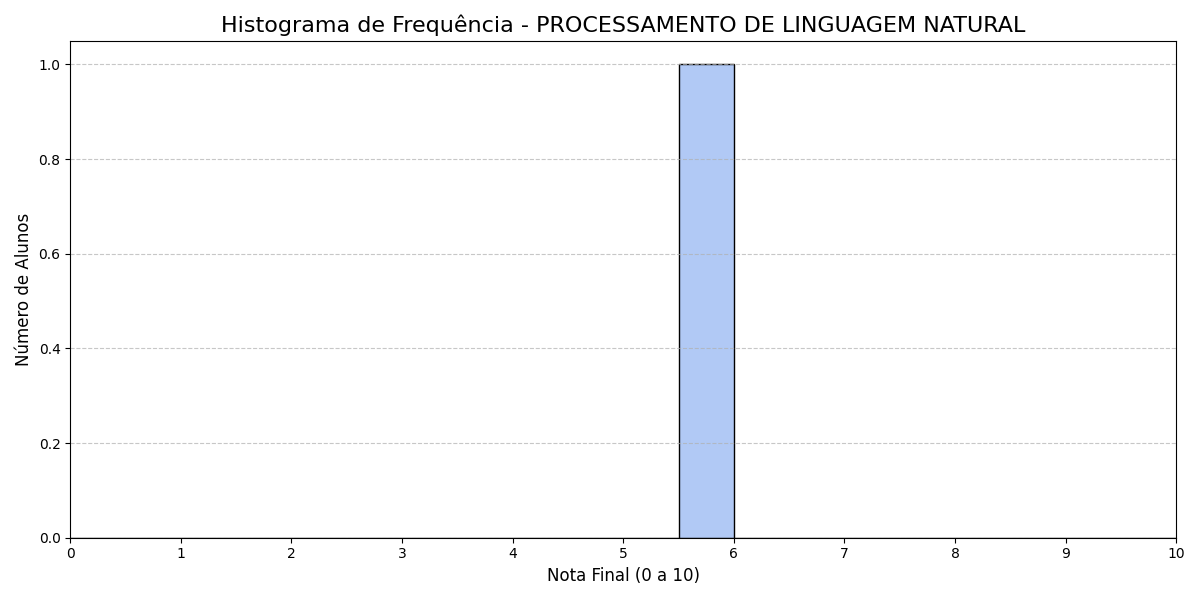 Histograma de Frequência - PROCESSAMENTO DE LINGUAGEM NATURAL
Número de Alunos
1.0
0.8
0.6
0.4
0.2
0.0
0 1 2 3 4 5 6 7 8 9 10
Nota Final (0 a 10)